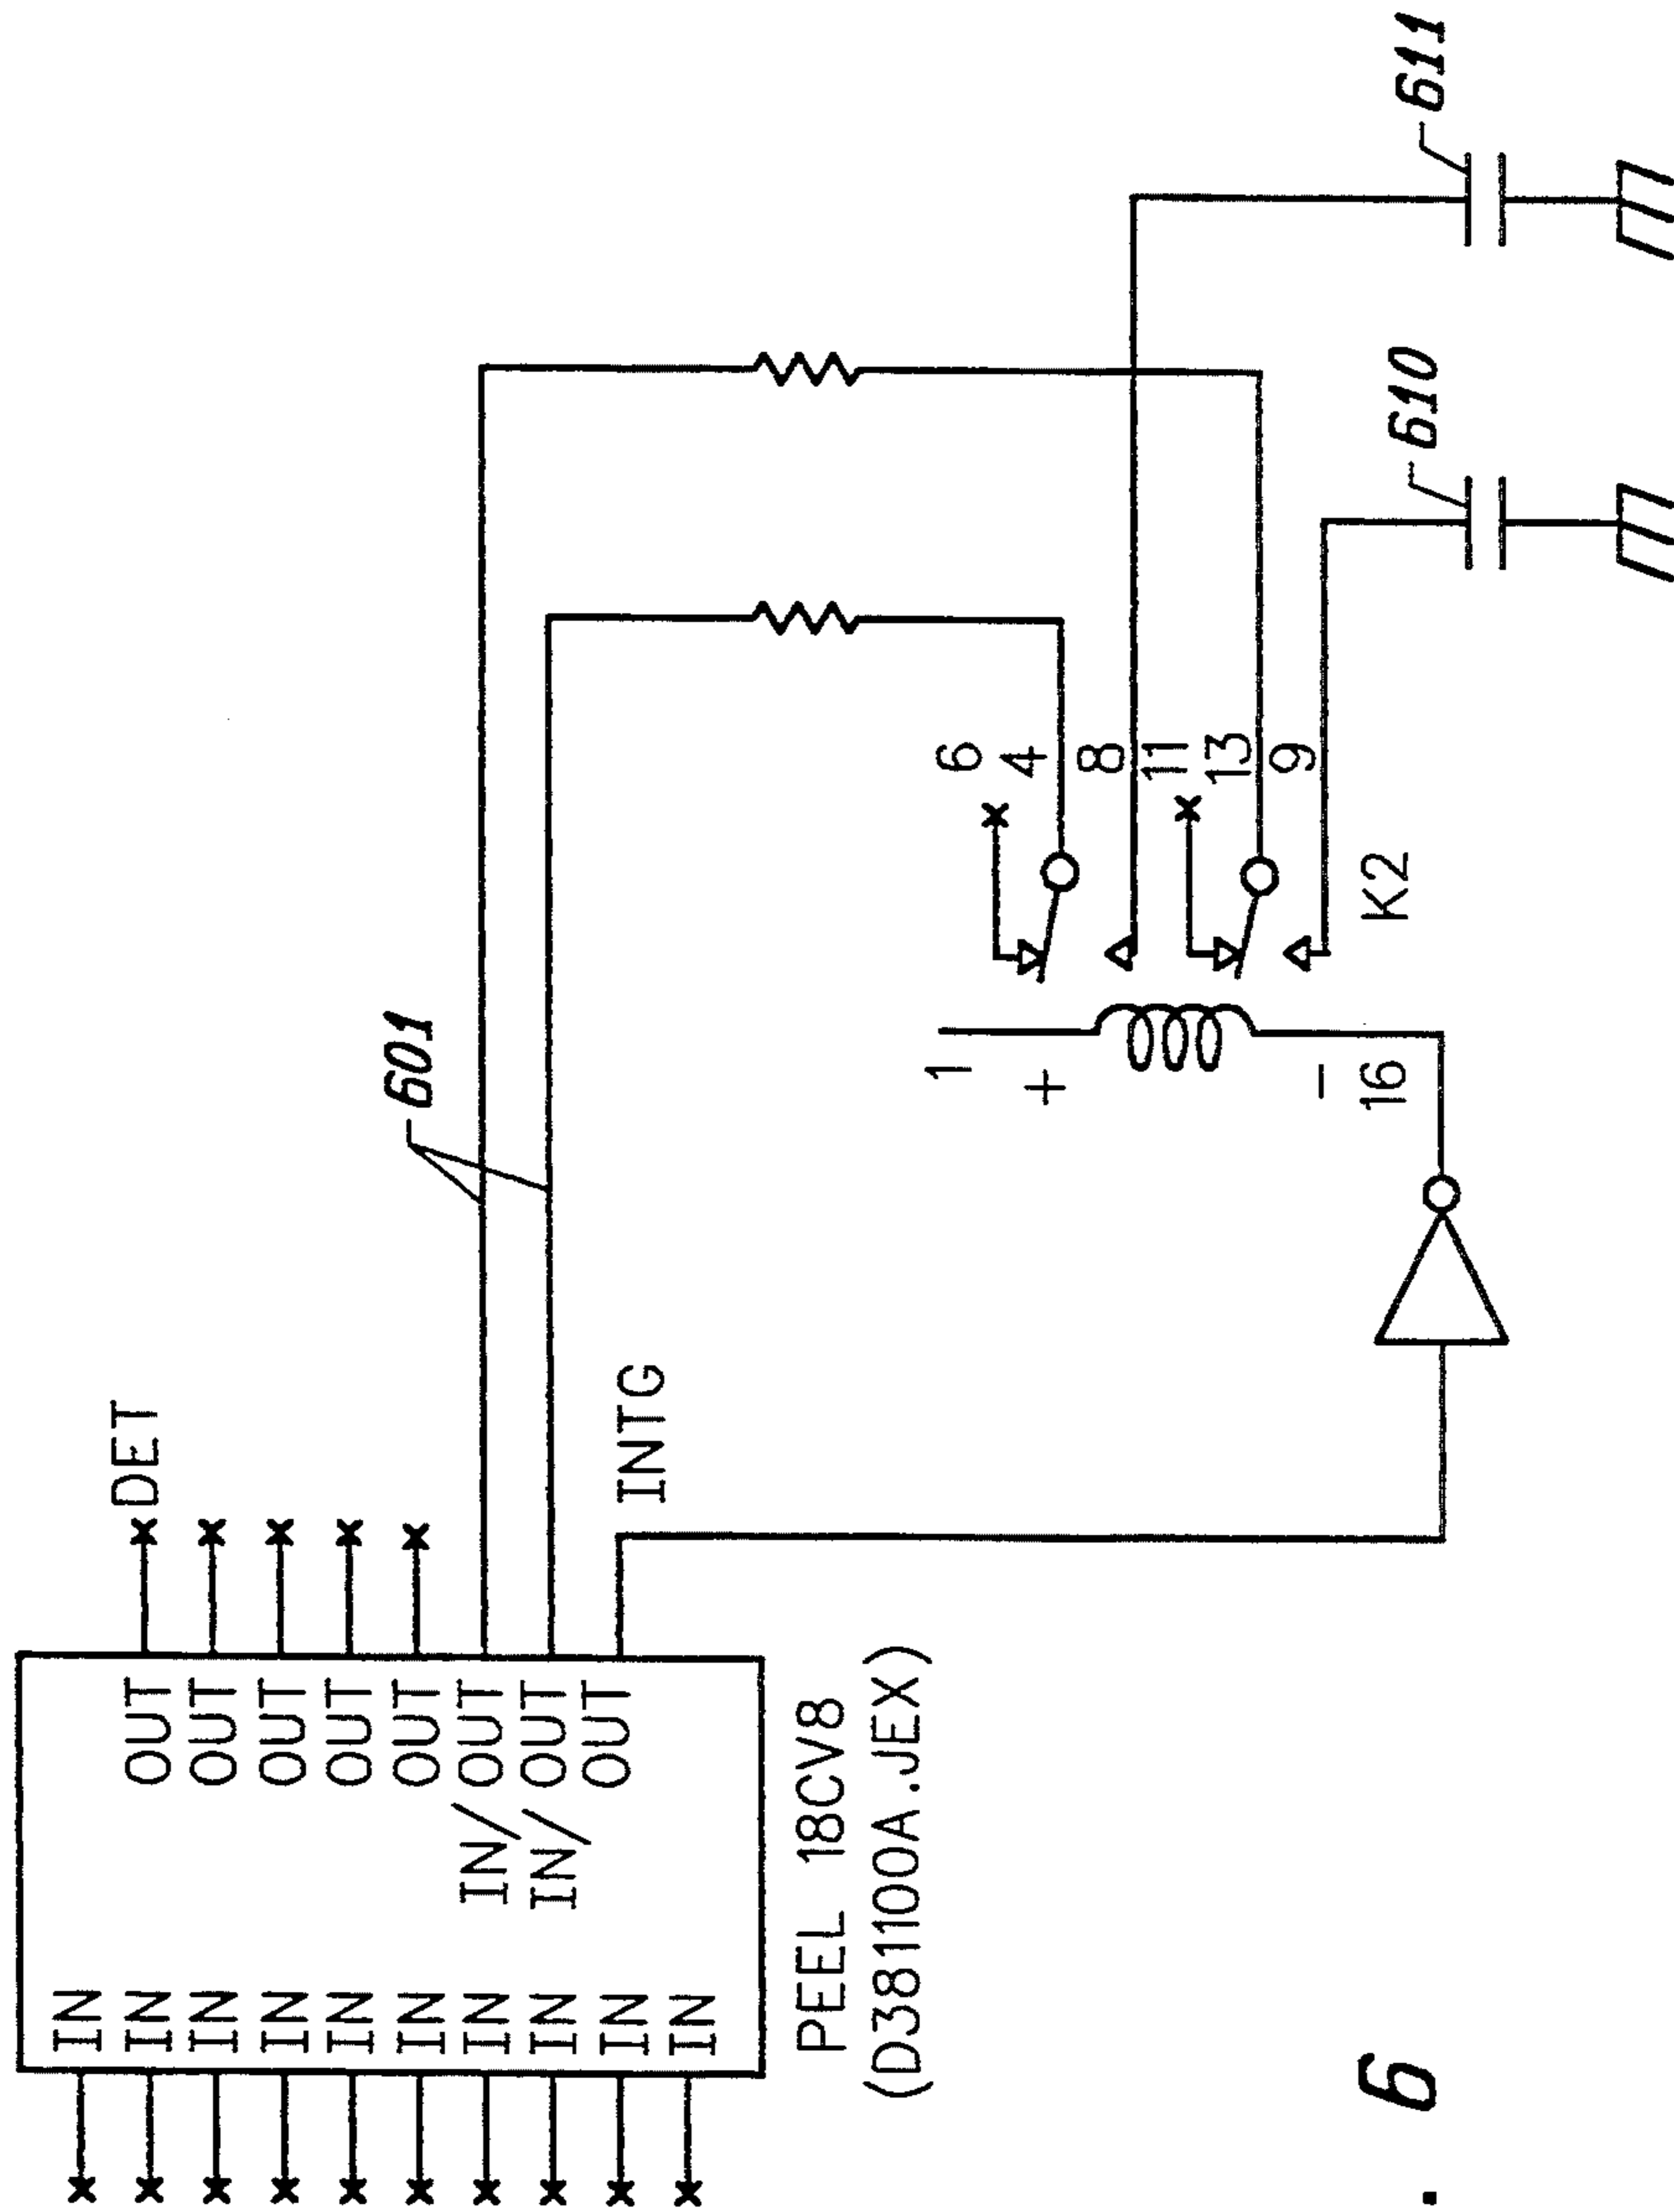 IN
IN
IN
IN
IN
IN
IN
IN
IN
IN
OUT
OUT
OUT
OUT
OUT
IN/OUT
IN/OUT
OUT
DET
INTG
PEEL 18CV8
(D381100A.JEX)
601
1
+
-
16
6
4
8
11
13
9
K2
610
611
. 6